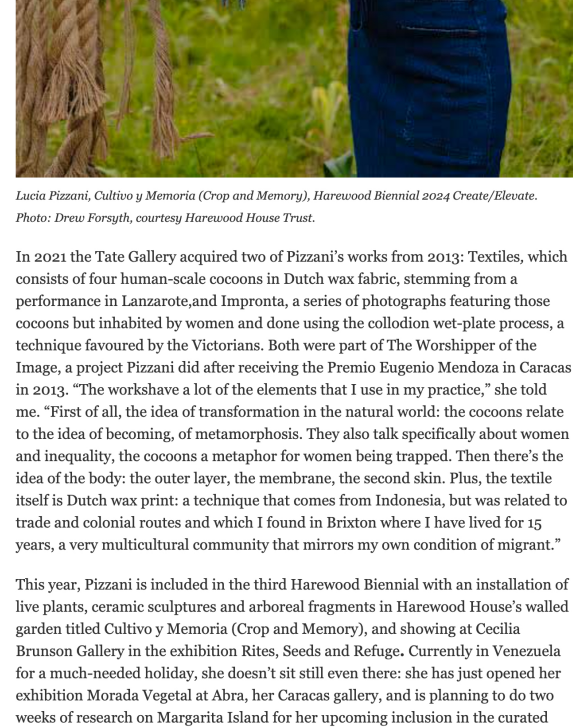 Lucia Pizzani, Cultivo y Memoria (Crop and Memory), Harewood Biennial 2024 Create/Elevate.
Photo: Drew Forsyth, courtesy Harewood House Trust.
In 2021 the Tate Gallery acquired two of Pizzani's works from 2013: Textiles, which
consists of four human-scale cocoons in Dutch wax fabric, stemming from a
performance in Lanzarote,and Impronta, a series of photographs featuring those
cocoons but inhabited by women and done using the collodion wet-plate process, a
technique favoured by the Victorians. Both were part of The Worshipper of the
Image, a project Pizzani did after receiving the Premio Eugenio Mendoza in Caracas
in 2013. “The workshave a lot of the elements that I use in my practice,” she told
me. “First of all, the idea of transformation in the natural world: the cocoons relate
to the idea of becoming, of metamorphosis. They also talk specifically about women
and inequality, the cocoons a metaphor for women being trapped. Then there's the
idea of the body: the outer layer, the membrane, the second skin. Plus, the textile
itself is Dutch wax print: a technique that comes from Indonesia, but was related to
trade and colonial routes and which I found in Brixton where I have lived for 15
years, a very multicultural community that mirrors my own condition of migrant.”
This year, Pizzani is included in the third Harewood Biennial with an installation of
live plants, ceramic sculptures and arboreal fragments in Harewood House's walled
garden titled Cultivo y Memoria (Crop and Memory), and showing at Cecilia
Brunson Gallery in the exhibition Rites, Seeds and Refuge. Currently in Venezuela
for a much-needed holiday, she doesn't sit still even there: she has just opened her
exhibition Morada Vegetal at Abra, her Caracas gallery, and is planning to do two
weeks of research on Margarita Island for her upcoming inclusion in the curated